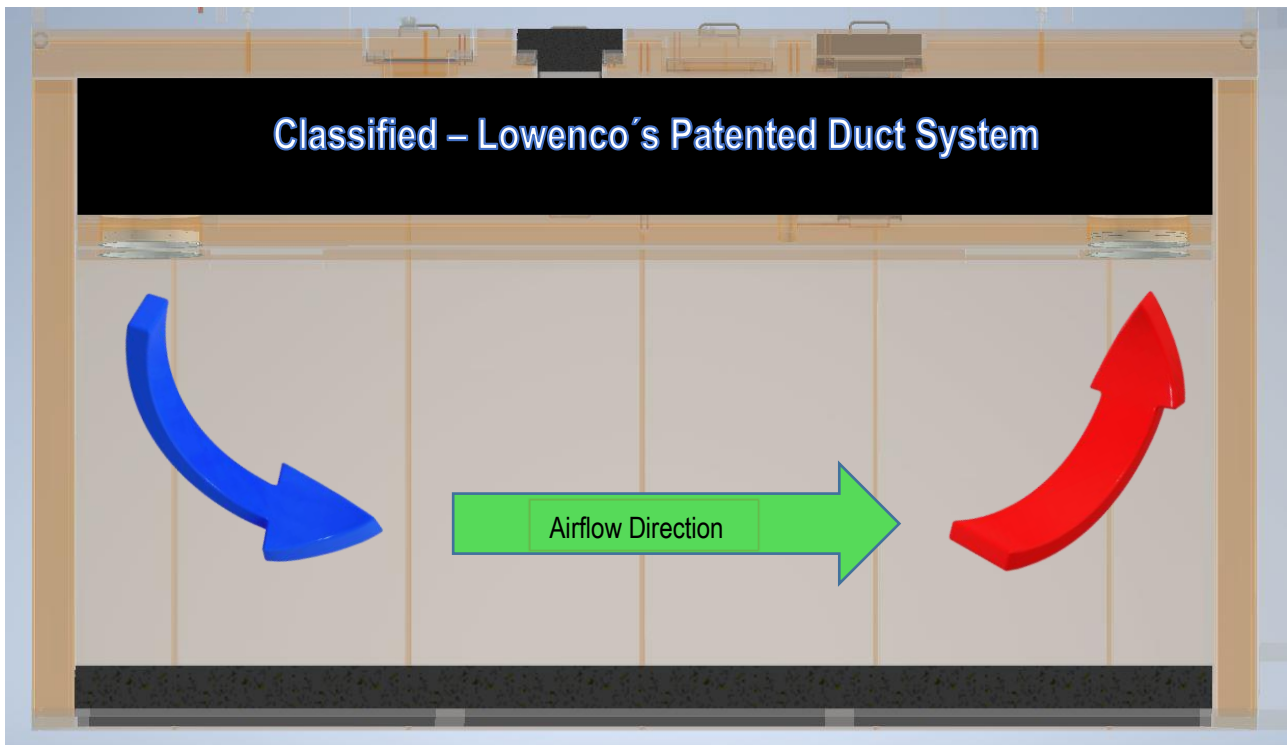 Classified – Lowenco´s Patented Duct System
Airflow Direction